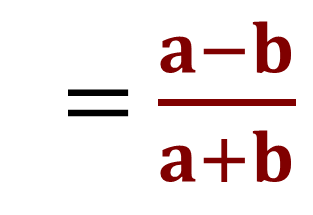 = a−b
a+b